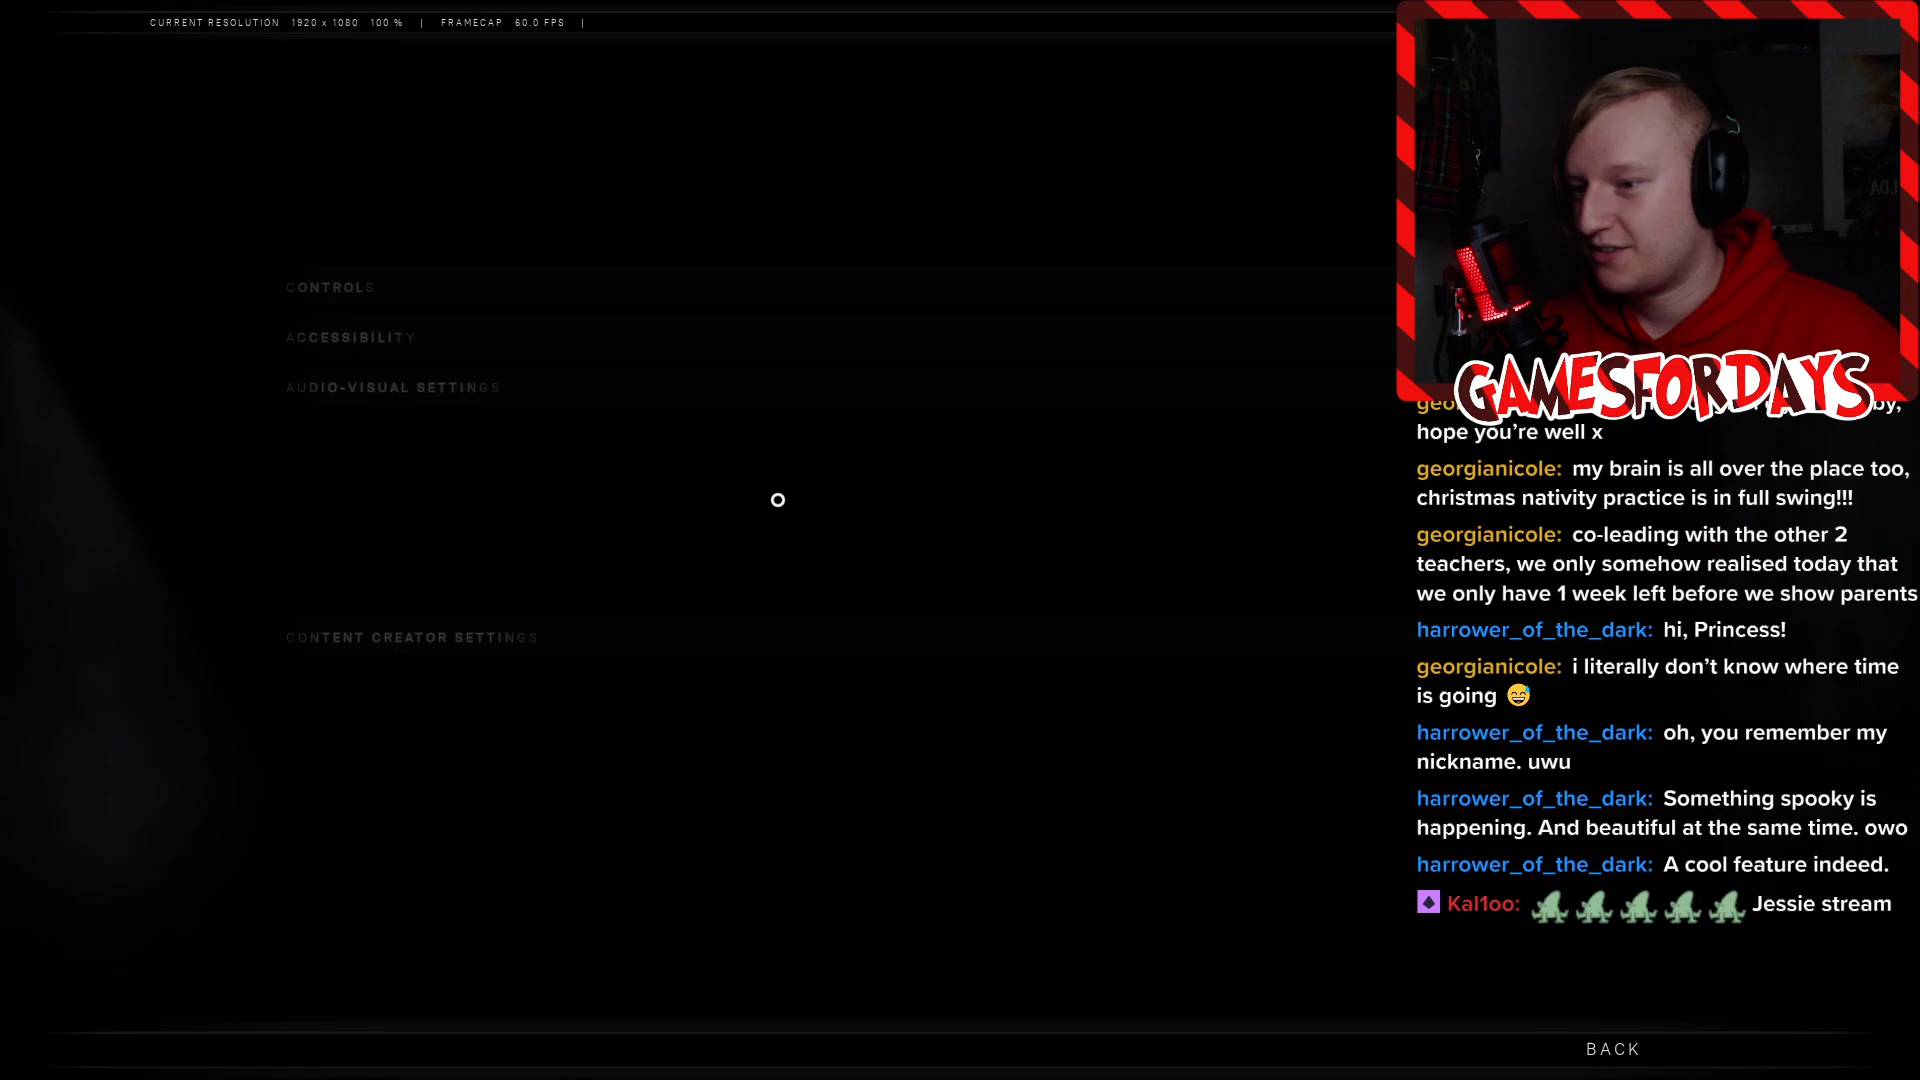 CURRENT RESOLUTION 1920 x 1080 100 % | FRAMECAP 60.0 FPS |
CONTROLS
ACCESSIBILITY
AUDIO-VISUAL SETTINGS
CONTENT CREATOR SETTINGS
BACK
GAMESFORDAYS
hope you're well x
georgianicole: my brain is all over the place too,
christmas nativity practice is in full swing!!!
georgianicole: co-leading with the other 2
teachers, we only somehow realised today that
we only have 1 week left before we show parents
harrower_of_the_dark: hi, Princess!
georgianicole: i literally don't know where time
is going 😅
harrower_of_the_dark: oh, you remember my
nickname. uwu
harrower_of_the_dark: Something spooky is
happening. And beautiful at the same time. owo
harrower_of_the_dark: A cool feature indeed.
Kal1oo: Jessie stream